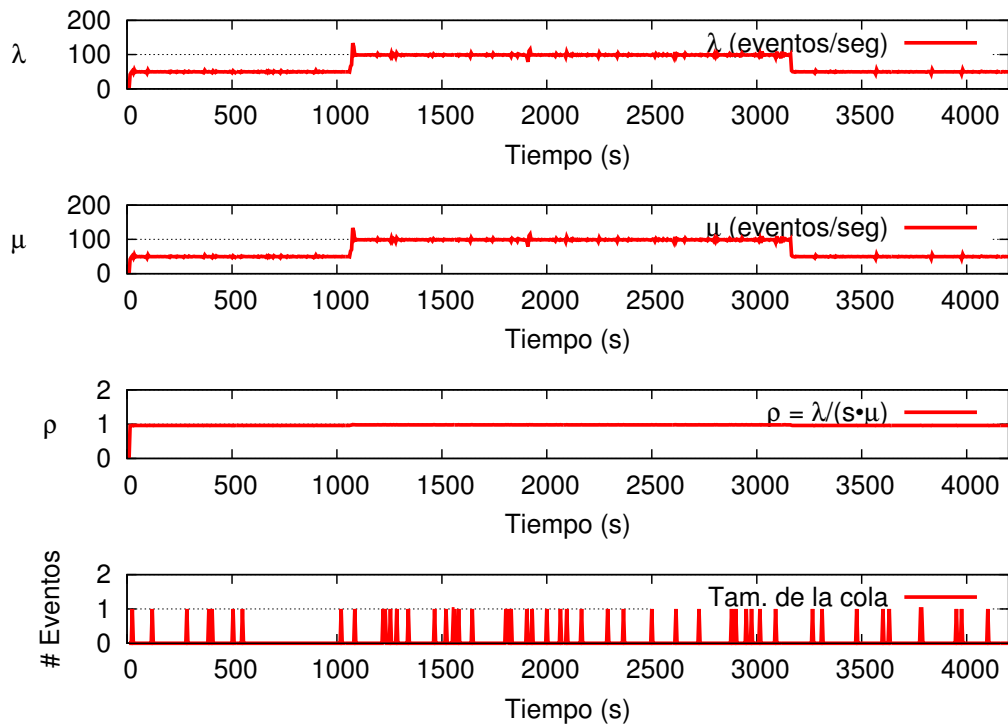 200
λ (eventos/seg)
λ
100
0
0 500 1000 1500 2000 2500 3000 3500 4000
Tiempo (s)
200
μ (eventos/seg)
μ
100
0
0 500 1000 1500 2000 2500 3000 3500 4000
Tiempo (s)
2
ρ = λ/(s•μ)
ρ
1
0
0 500 1000 1500 2000 2500 3000 3500 4000
Tiempo (s)
2
Tam. de la cola
# Eventos
1
0
0 500 1000 1500 2000 2500 3000 3500 4000
Tiempo (s)